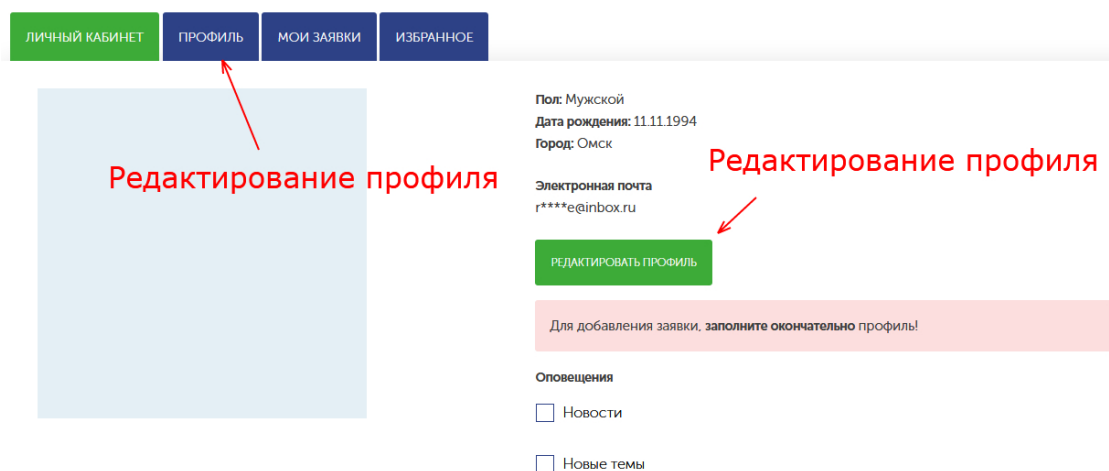 ЛИЧНЫЙ КАБИНЕТ ПРОФИЛЬ МОИ ЗАЯВКИ ИЗБРАННОЕ
Редактирование профиля
Пол: Мужской
Дата рождения: 11.11.1994
Город: Омск
Редактирование профиля
Электронная почта
r****e@inbox.ru
РЕДАКТИРОВАТЬ ПРОФИЛЬ
Для добавления заявки, заполните окончательно профиль!
Оповещения
Новости
Новые темы